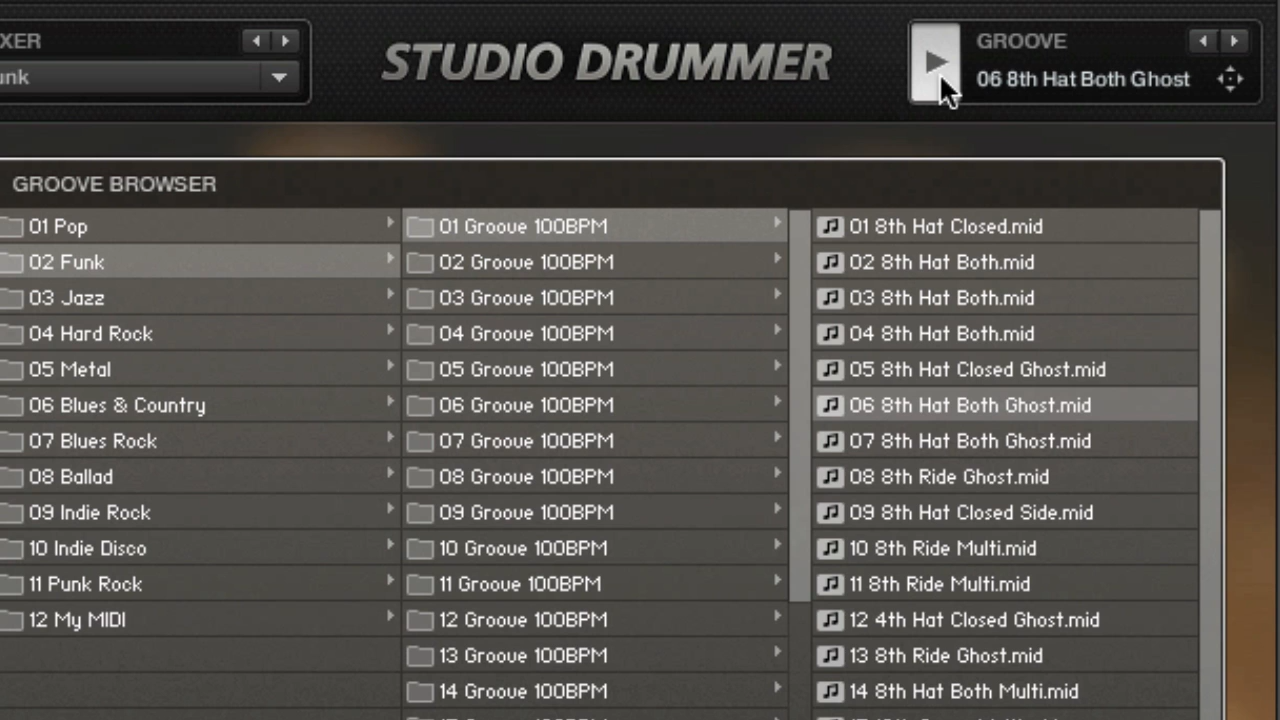 XER
unk
STUDIO DRUMMER
GROOVE
06 8th Hat Both Ghost
GROOVE BROWSER
01 Pop
02 Funk
03 Jazz
04 Hard Rock
05 Metal
06 Blues & Country
07 Blues Rock
08 Ballad
09 Indie Rock
10 Indie Disco
11 Punk Rock
12 My MIDI
01 Groove 100BPM
02 Groove 100BPM
03 Groove 100BPM
04 Groove 100BPM
05 Groove 100BPM
06 Groove 100BPM
07 Groove 100BPM
08 Groove 100BPM
09 Groove 100BPM
10 Groove 100BPM
11 Groove 100BPM
12 Groove 100BPM
13 Groove 100BPM
14 Groove 100BPM
01 8th Hat Closed.mid
02 8th Hat Both.mid
03 8th Hat Both.mid
04 8th Hat Both.mid
05 8th Hat Closed Ghost.mid
06 8th Hat Both Ghost.mid
07 8th Hat Both Ghost.mid
08 8th Ride Ghost.mid
09 8th Hat Closed Side.mid
10 8th Ride Multi.mid
11 8th Ride Multi.mid
12 4th Hat Closed Ghost.mid
13 8th Ride Ghost.mid
14 8th Hat Both Multi.mid